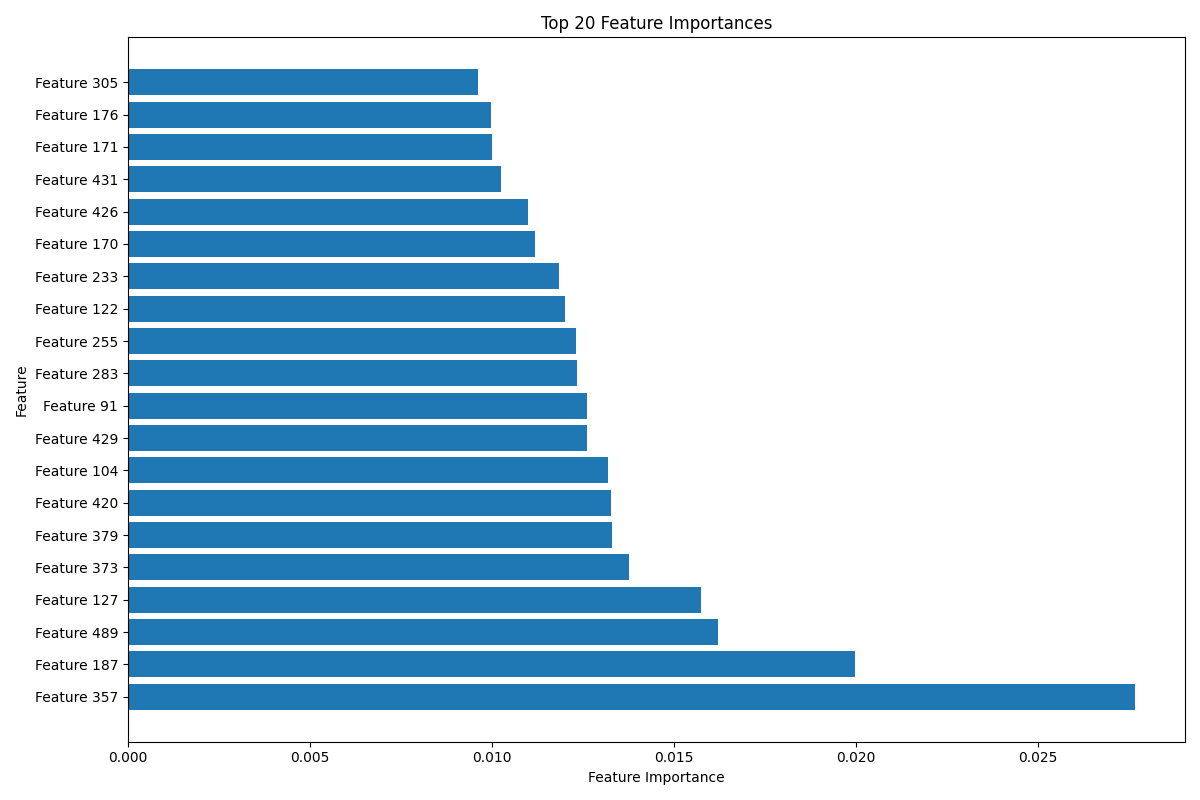 Top 20 Feature Importances
Feature
Feature 305
Feature 176
Feature 171
Feature 431
Feature 426
Feature 170
Feature 233
Feature 122
Feature 255
Feature 283
Feature 91
Feature 429
Feature 104
Feature 420
Feature 379
Feature 373
Feature 127
Feature 489
Feature 187
Feature 357
0.000 0.005 0.010 0.015 0.020 0.025
Feature Importance